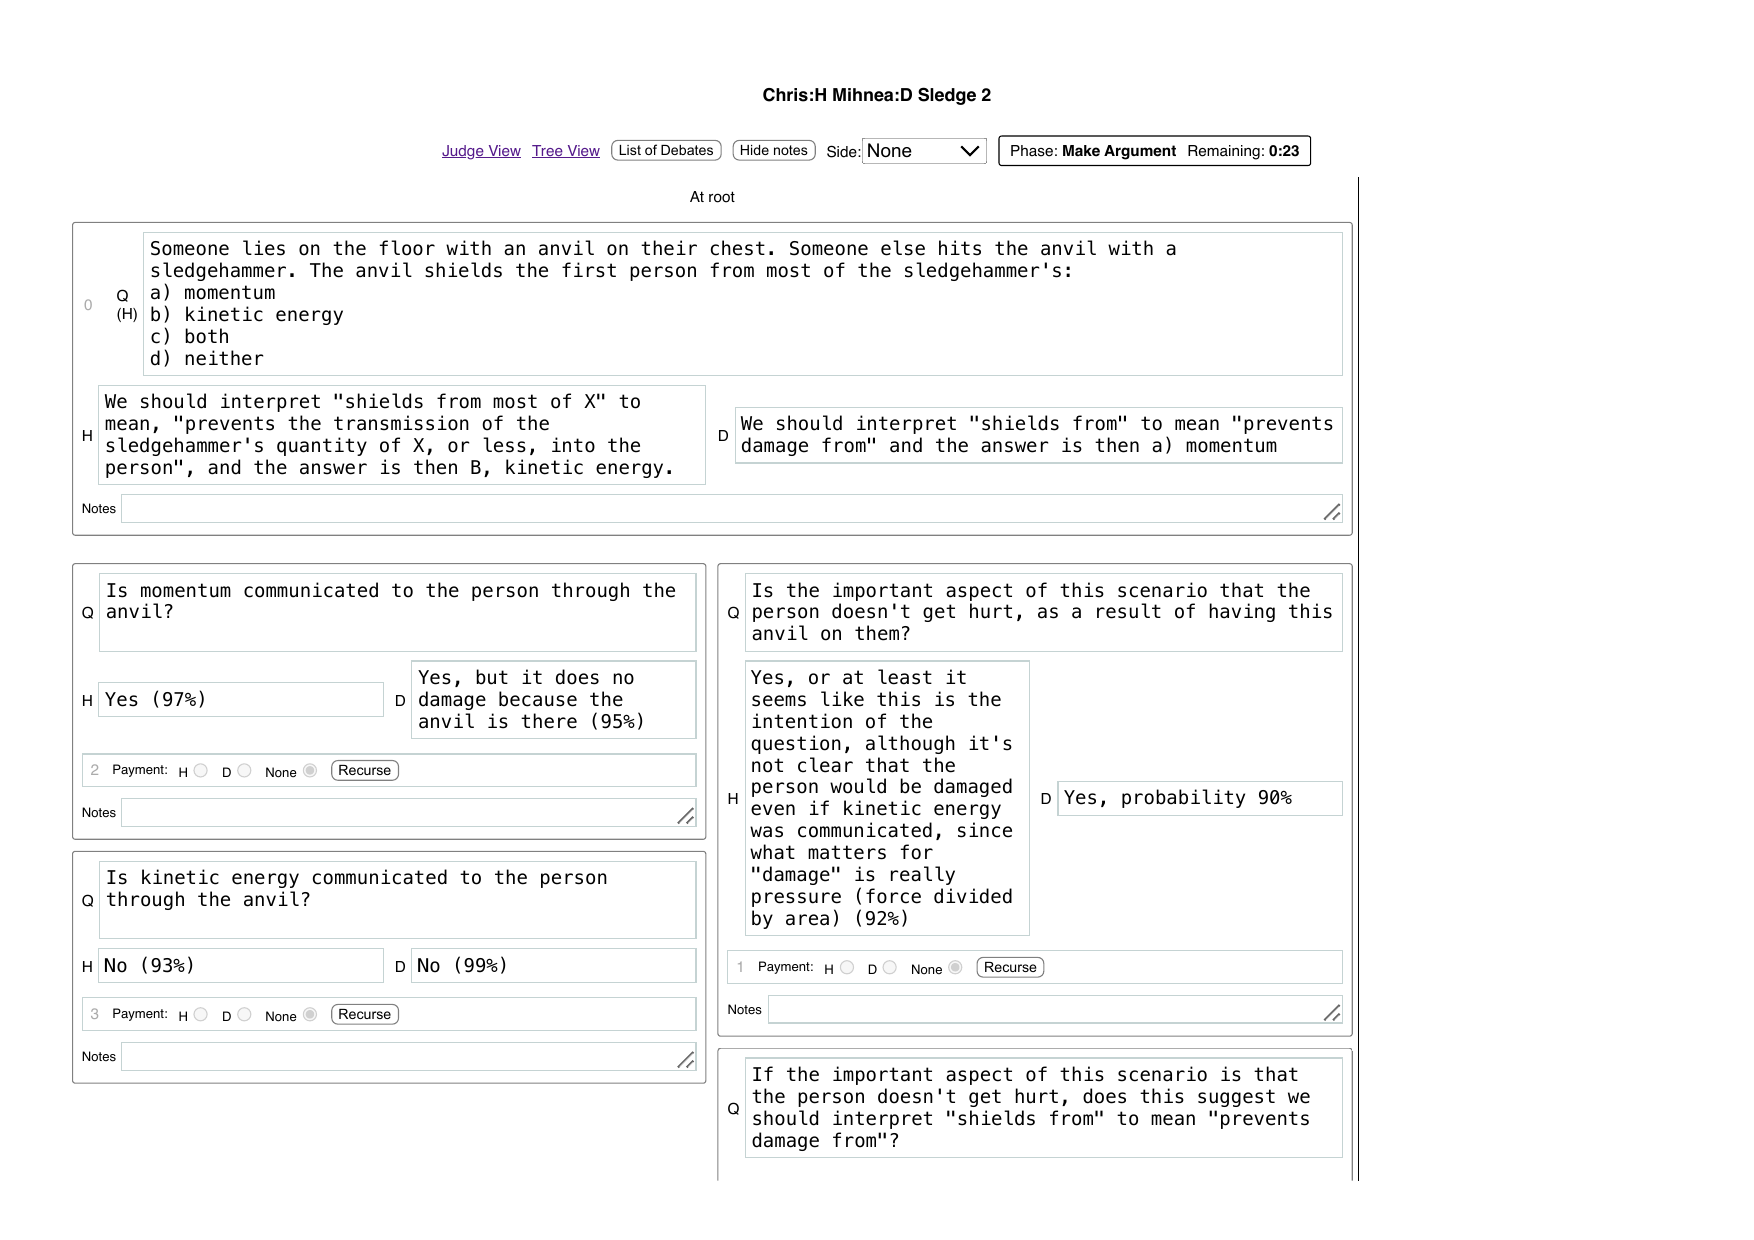 Chris:H Mihnea:D Sledge 2
Judge View Tree View List of Debates Hide notes Side: None Phase: Make Argument Remaining: 0:23
At root
0
Q
(H)
Someone lies on the floor with an anvil on their chest. Someone else hits the anvil with a
sledgehammer. The anvil shields the first person from most of the sledgehammer's:
a) momentum
b) kinetic energy
c) both
d) neither
H
We should interpret "shields from most of X" to
mean, "prevents the transmission of the
sledgehammer's quantity of X, or less, into the
person", and the answer is then B, kinetic energy.
D
We should interpret "shields from" to mean "prevents
damage from" and the answer is then a) momentum
Notes
Q
Is momentum communicated to the person through the
anvil?
H Yes (97%)
D
Yes, but it does no
damage because the
anvil is there (95%)
2 Payment: H D None Recurse
Notes
Q
Is kinetic energy communicated to the person
through the anvil?
H No (93%) D No (99%)
3 Payment: H D None Recurse
Notes
Q
Is the important aspect of this scenario that the
person doesn't get hurt, as a result of having this
anvil on them?
H
Yes, or at least it
seems like this is the
intention of the
question, although it's
not clear that the
person would be damaged
even if kinetic energy
was communicated, since
what matters for
"damage" is really
pressure (force divided
by area) (92%)
D Yes, probability 90%
1 Payment: H D None Recurse
Notes
Q
If the important aspect of this scenario is that
the person doesn't get hurt, does this suggest we
should interpret "shields from" to mean "prevents
damage from"?